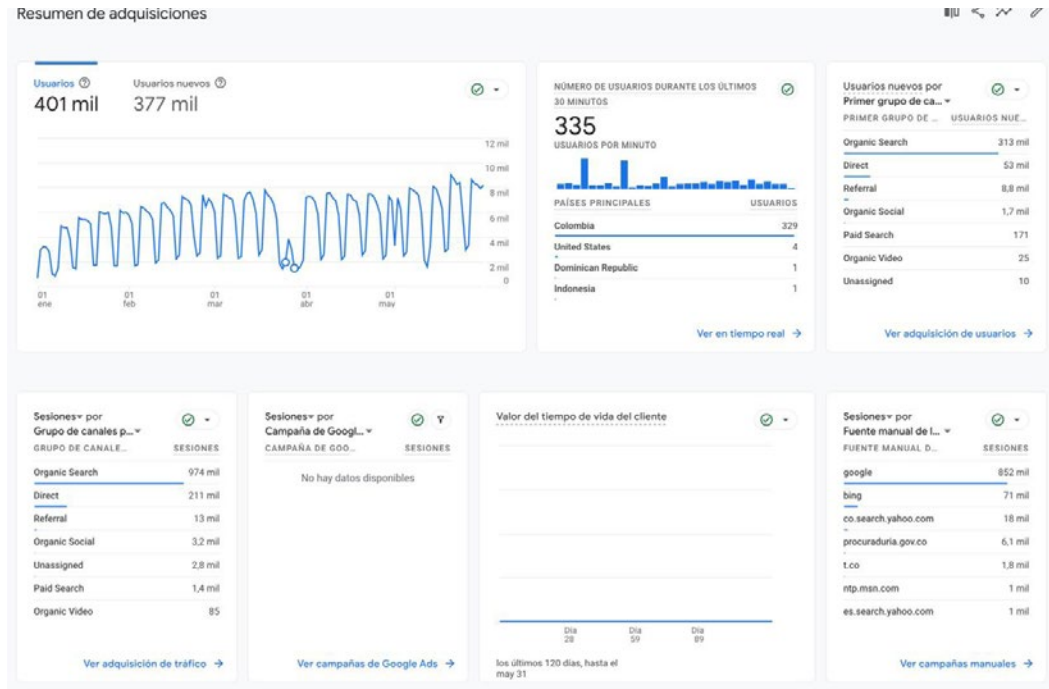 Resumen de adquisiciones
Usuarios
401 mil
Usuarios nuevos
377 mil
12 mil
10 mil
8 mil
6 mil
4 mil
2 mil
0
01 ene
01 feb
01 mar
01 abr
01 may
NÚMERO DE USUARIOS DURANTE LOS ÚLTIMOS
30 MINUTOS
335
USUARIOS POR MINUTO
PAÍSES PRINCIPALES USUARIOS
Colombia 329
United States 4
Dominican Republic 1
Indonesia 1
Ver en tiempo real →
Usuarios nuevos por
Primer grupo de ca...
PRIMER GRUPO DE ... USUARIOS NUE...
Organic Search 313 mil
Direct 53 mil
Referral 8,8 mil
Organic Social 1,7 mil
Paid Search 171
Organic Video 25
Unassigned 10
Ver adquisición de usuarios →
Sesiones por
Grupo de canales p...
GRUPO DE CANALE... SESIONES
Organic Search 974 mil
Direct 211 mil
Referral 13 mil
Organic Social 3,2 mil
Unassigned 2,8 mil
Paid Search 1,4 mil
Organic Video 85
Ver adquisición de tráfico →
Sesiones por
Campaña de Googl...
CAMPAÑA DE GOO... SESIONES
No hay datos disponibles
Ver campañas de Google Ads →
Valor del tiempo de vida del cliente
Día 28
Día 59
Día 89
los últimos 120 días, hasta el
may 31
Sesiones por
Fuente manual de l...
FUENTE MANUAL D... SESIONES
google 852 mil
bing 71 mil
co.search.yahoo.com 18 mil
procuraduria.gov.co 6,1 mil
t.co 1,8 mil
ntp.msn.com 1 mil
es.search.yahoo.com 1 mil
Ver campañas manuales →